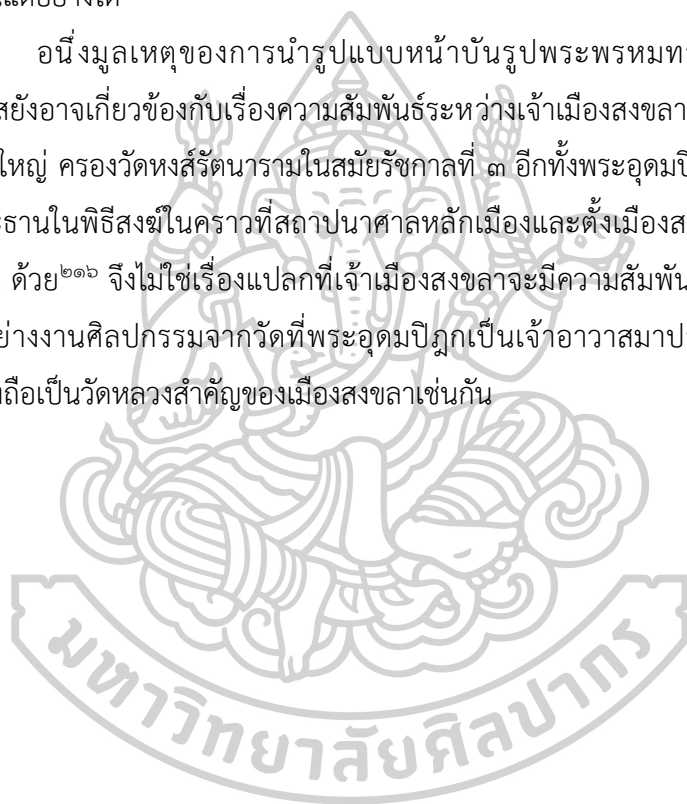 อนึ่งมูลเหตุของการนำรูปแบบหน้าบันรูปพระพรหมท
สยังอาจเกี่ยวข้องกับเรื่องความสัมพันธ์ระหว่างเจ้าเมืองสงขลา
ใหญ่ ครองวัดหงส์รัตนารามในสมัยรัชกาลที่ ๓ อีกทั้งพระอุดมปิ
ะธานในพิธีสงฆ์ในคราวที่สถาปนาศาลหลักเมืองและตั้งเมืองส
ด้วย๒๑๖ จึงไม่ใช่เรื่องแปลกที่เจ้าเมืองสงขลาจะมีความสัมพัน
ย่างงานศิลปกรรมจากวัดที่พระอุดมปิฎกเป็นเจ้าอาวาสมาป
ถือเป็นวัดหลวงสำคัญของเมืองสงขลาเช่นกัน
มหาวิทยาลัยศิลปากร